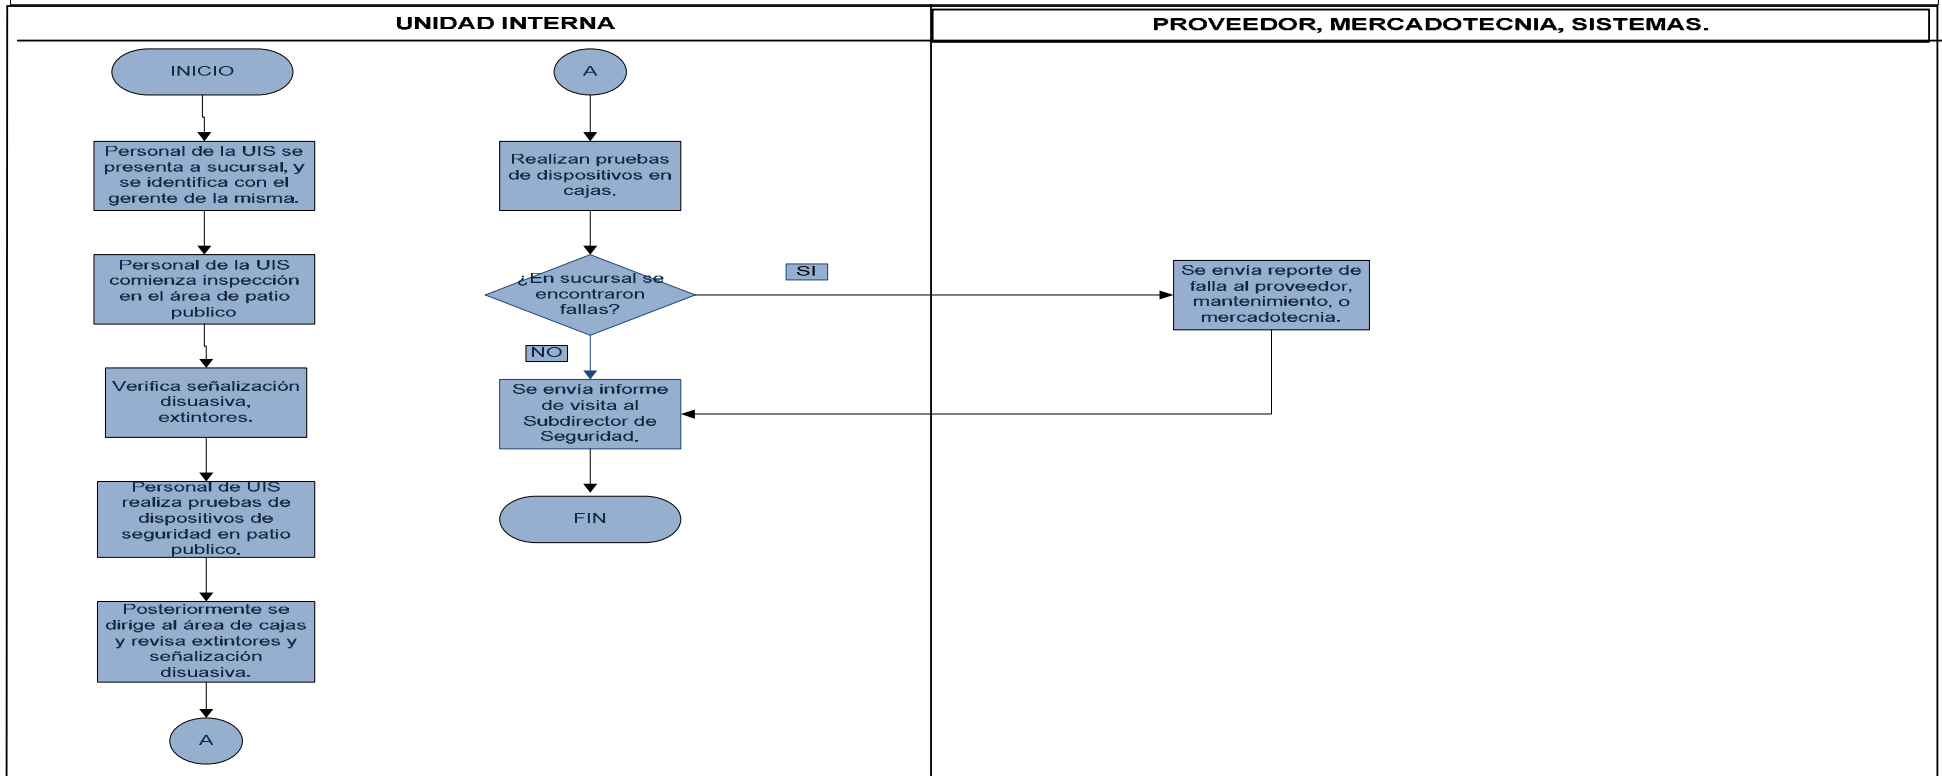 UNIDAD INTERNA
PROVEEDOR, MERCADOTECNIA, SISTEMAS.
INICIO
Personal de la UIS se
presenta a sucursal, y
se identifica con el
gerente de la misma.
Personal de la UIS
comienza inspección
en el área de patio
publico
Verifica señalización
disuasiva,
extintores.
Personal de UIS
realiza pruebas de
dispositivos de
seguridad en patio
publico.
Posteriormente se
dirige al área de cajas
y revisa extintores y
señalización
disuasiva.
A
A
Realizan pruebas
de dispositivos en
cajas.
¿En sucursal se
encontraron
fallas?
SI
NO
Se envía reporte de
falla al proveedor,
mantenimiento, o
mercadotecnia.
Se envía informe
de visita al
Subdirector de
Seguridad.
FIN